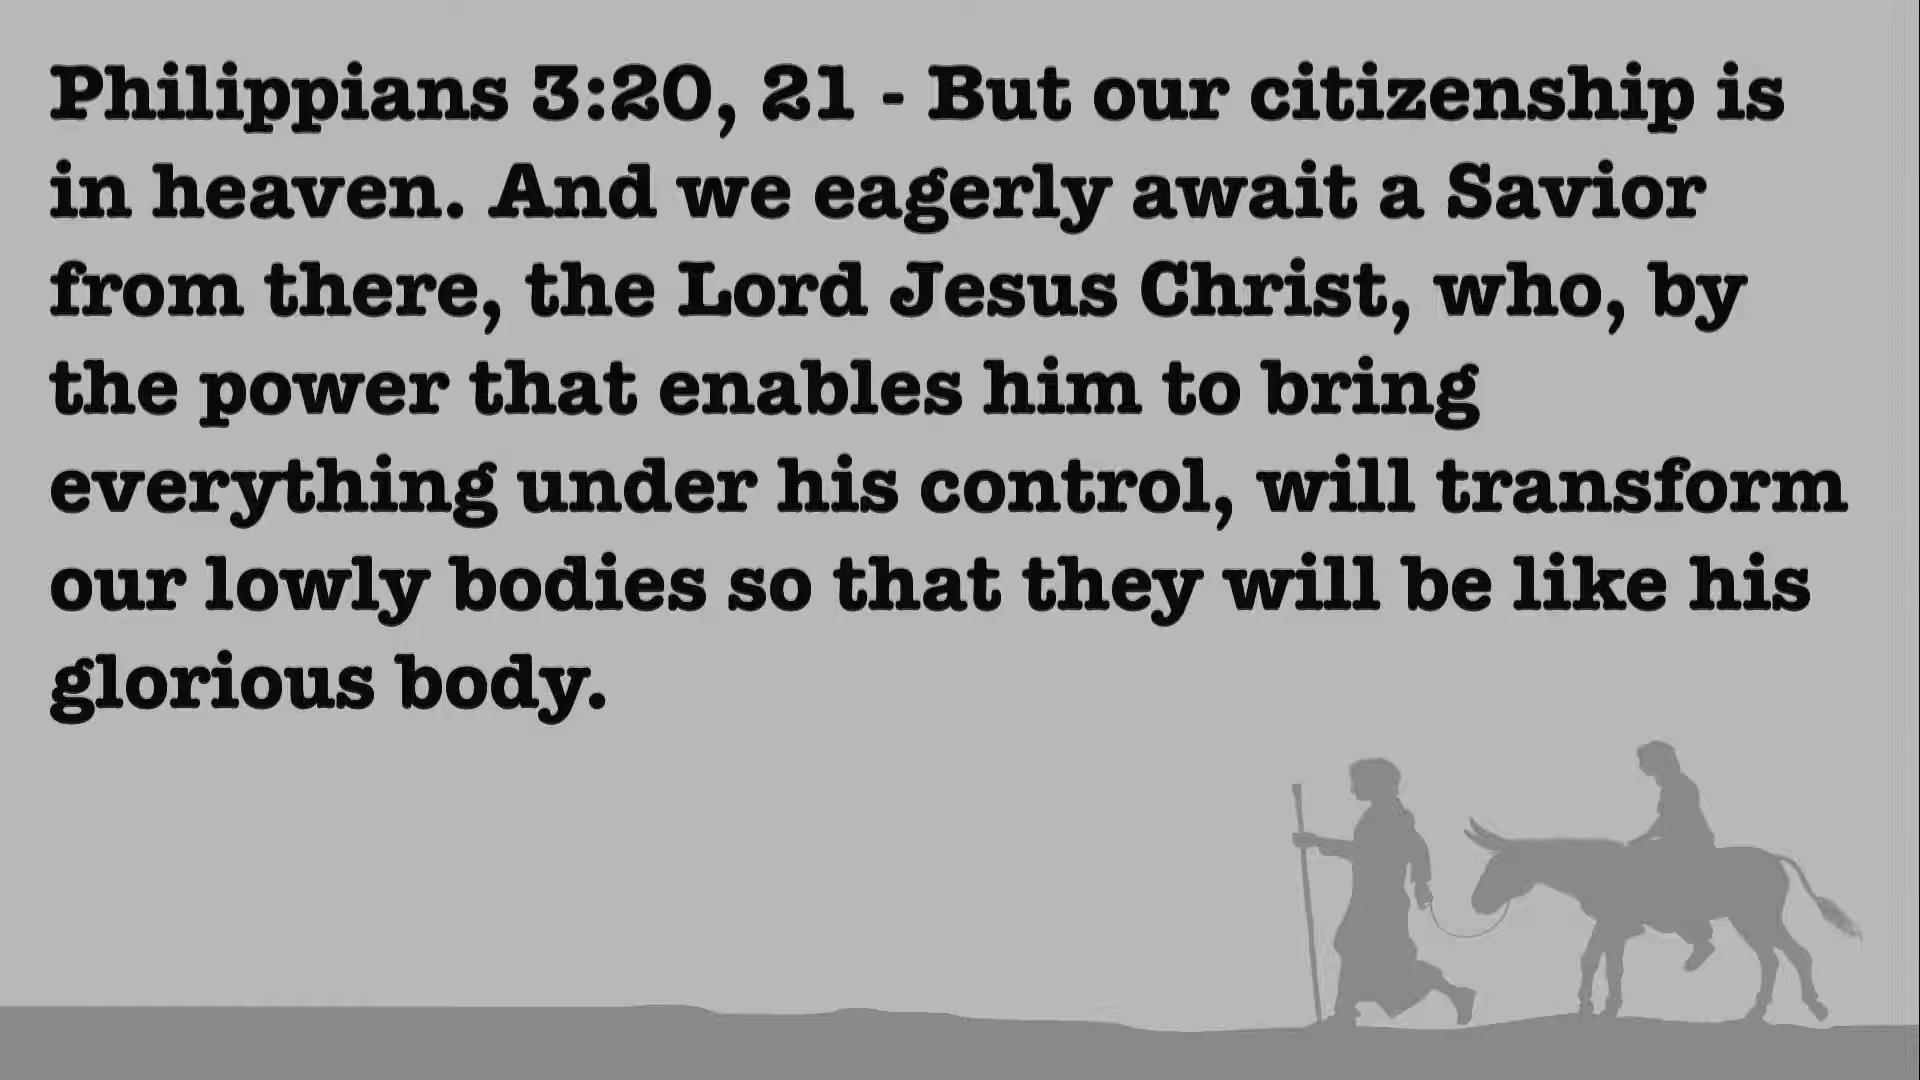 Philippians 3:20, 21 - But our citizenship is
in heaven. And we eagerly await a Savior
from there, the Lord Jesus Christ, who, by
the power that enables him to bring
everything under his control, will transform
our lowly bodies so that they will be like his
glorious body.